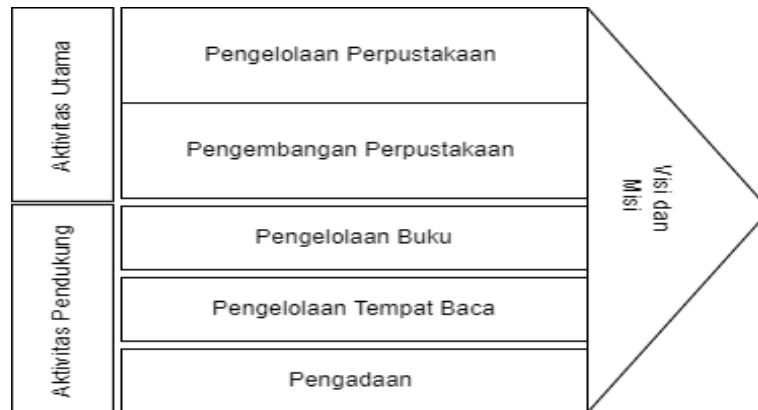 Aktivitas Utama
Pengelolaan Perpustakaan
Pengembangan Perpustakaan
Aktivitas Pendukung
Pengelolaan Buku
Pengelolaan Tempat Baca
Pengadaan
Visi dan
Misi